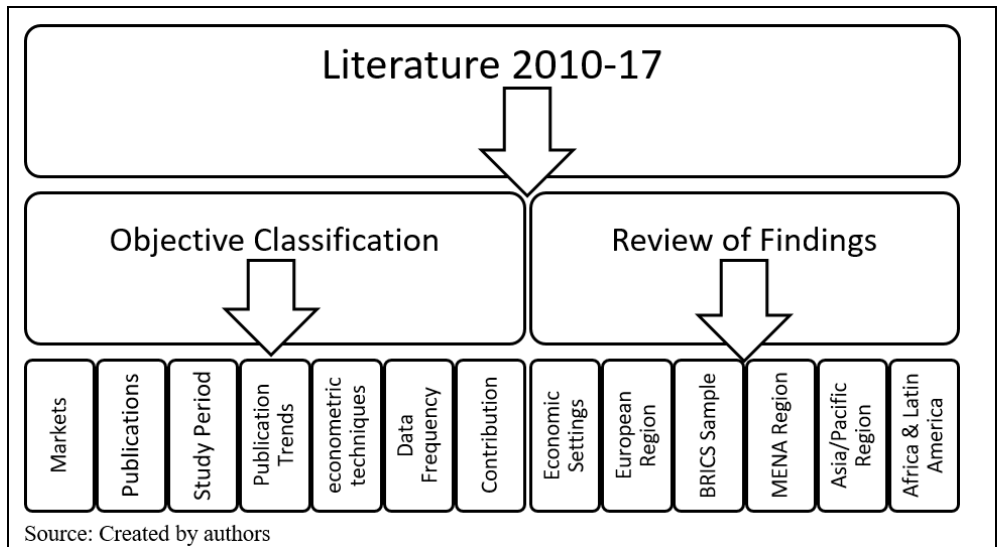 Literature 2010-17
Objective Classification
Review of Findings
Markets
Publications
Study Period
Publication
Trends
econometric
techniques
Data
Frequency
Contribution
Economic
Settings
European
Region
BRICS Sample
MENA Region
Asia/Pacific
Region
Africa & Latin
America
Source: Created by authors